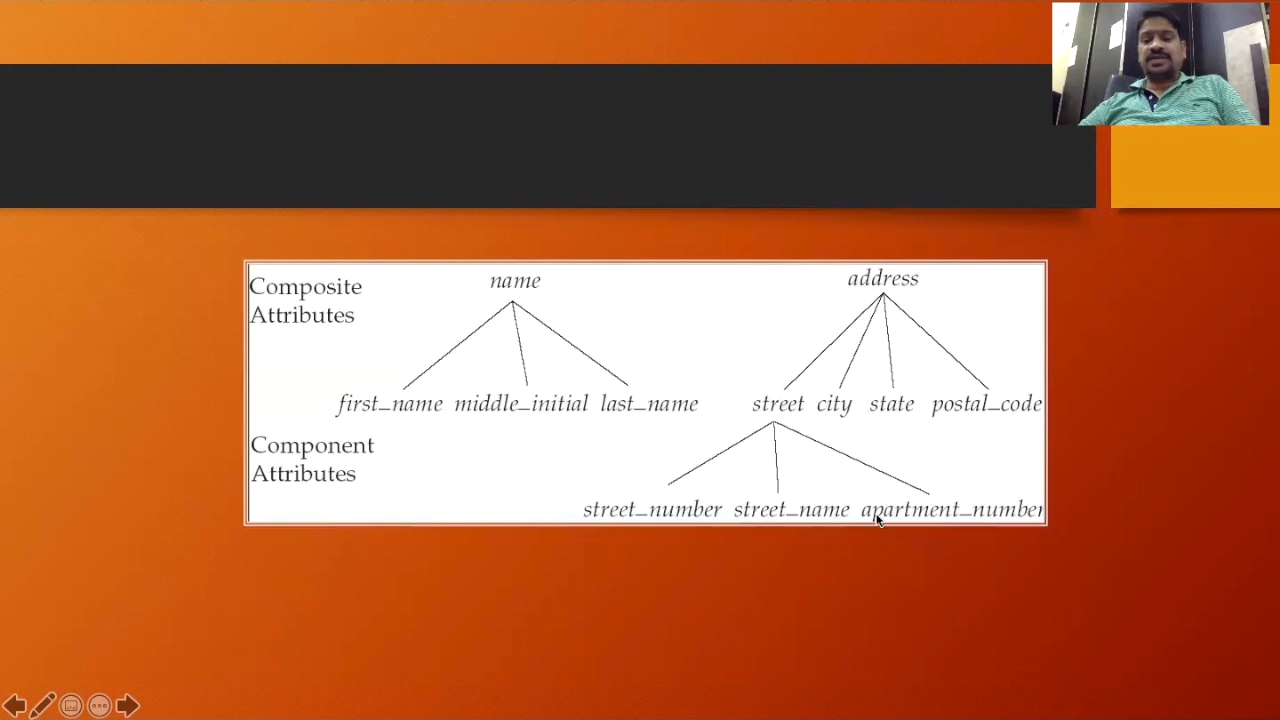 Composite
Attributes
name
address
first_name middle_initial last_name
street city state postal_code
Component
Attributes
street_number street_name apartment_number